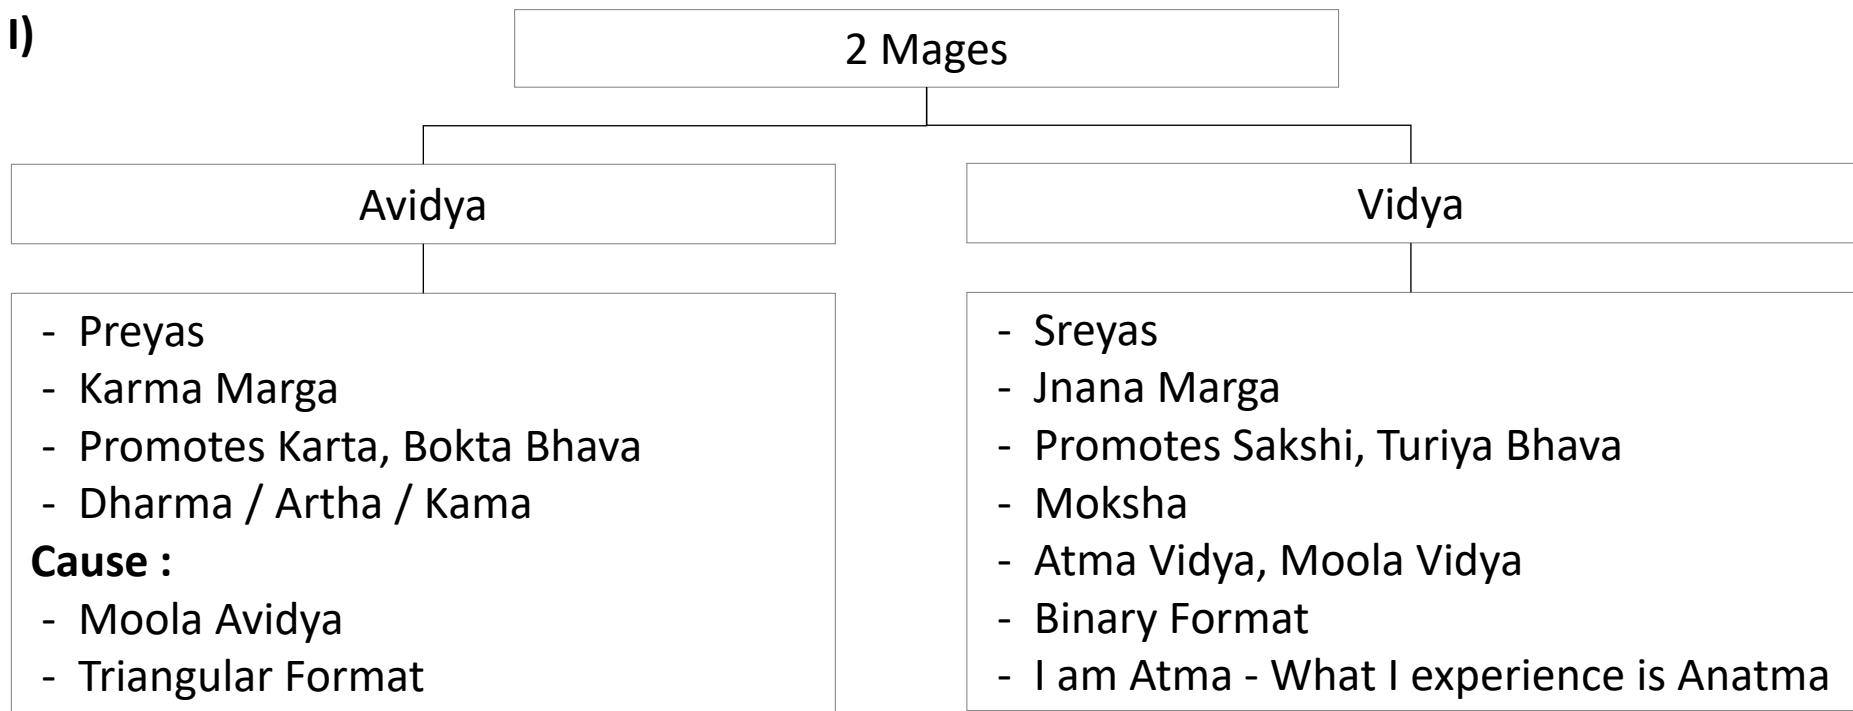 I)
2 Mages
Avidya
- Preyas
- Karma Marga
- Promotes Karta, Bokta Bhava
- Dharma / Artha / Kama
Cause :
- Moola Avidya
- Triangular Format
Vidya
- Sreyas
- Jnana Marga
- Promotes Sakshi, Turiya Bhava
- Moksha
- Atma Vidya, Moola Vidya
- Binary Format
- I am Atma - What I experience is Anatma